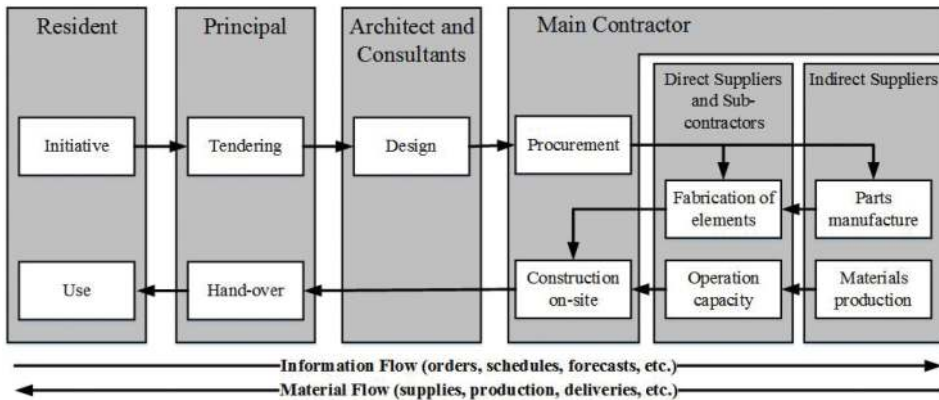 Resident
Principal
Architect and
Consultants
Main Contractor
Direct Suppliers
and Sub-
contractors
Indirect Suppliers
Initiative
Tendering
Design
Procurement
Fabrication of
elements
Parts
manufacture
Use
Hand-over
Construction
on-site
Operation
capacity
Materials
production
Information Flow (orders, schedules, forecasts, etc.)
Material Flow (supplies, production, deliveries, etc.)